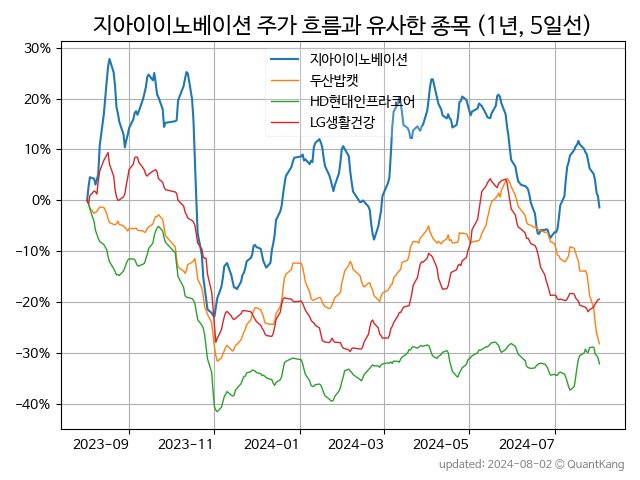 지아이이노베이션 주가 흐름과 유사한 종목 (1년, 5일선)
30%
20%
10%
0%
−10%
−20%
−30%
−40%
지아이이노베이션
두산밥캣
HD현대인프라코어
LG생활건강
2023-09
2023-11
2024-01
2024-03
2024-05
2024-07
updated: 2024-08-02 © QuantKang